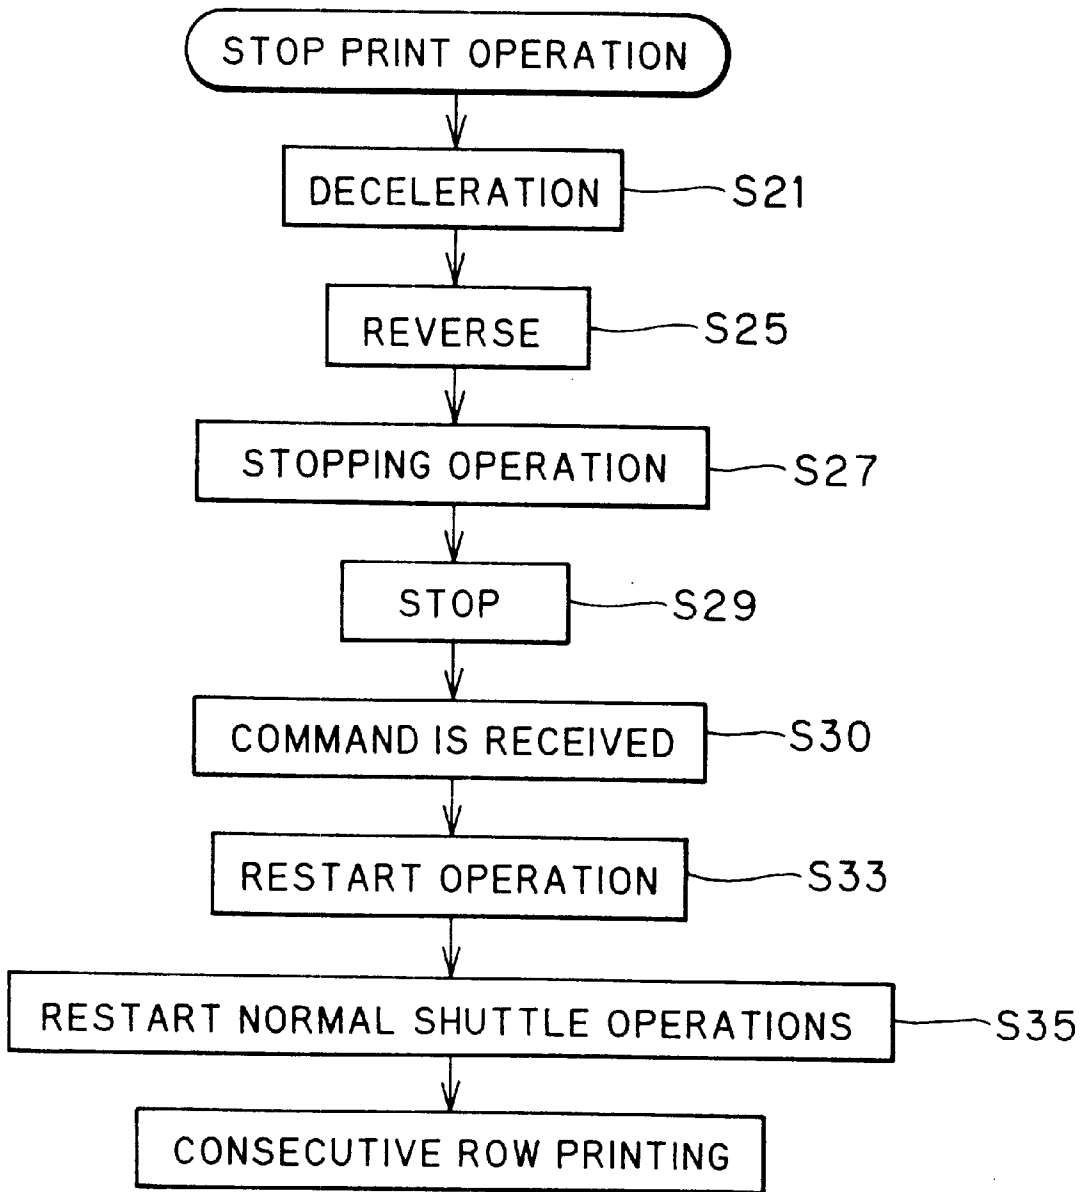 STOP PRINT OPERATION
DECELERATION
S21
REVERSE
S25
STOPPING OPERATION
S27
STOP
S29
COMMAND IS RECEIVED
S30
RESTART OPERATION
S33
RESTART NORMAL SHUTTLE OPERATIONS
S35
CONSECUTIVE ROW PRINTING